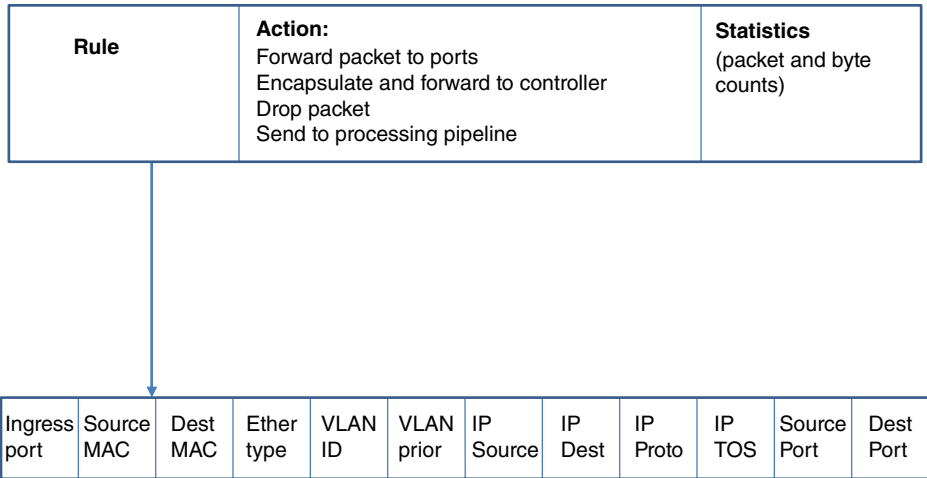 Rule
Action:
Forward packet to ports
Encapsulate and forward to controller
Drop packet
Send to processing pipeline
Statistics
(packet and byte
counts)
Ingress
port
Source
MAC
Dest
MAC
Ether
type
VLAN
ID
VLAN
prior
IP
Source
IP
Dest
IP
Proto
IP
TOS
Source
Port
Dest
Port